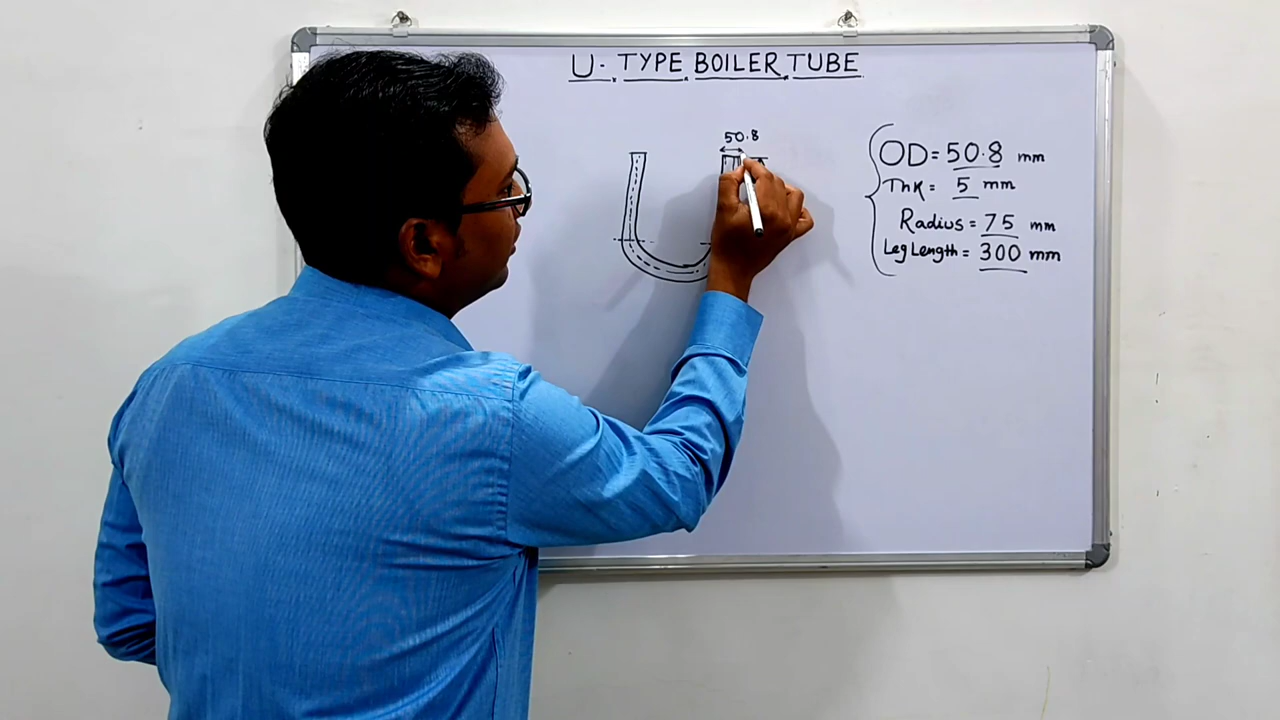 U- TYPE BOILER TUBE
50.8
OD = 50.8 mm
Thk = 5 mm
Radius = 75 mm
Leg Length = 300 mm